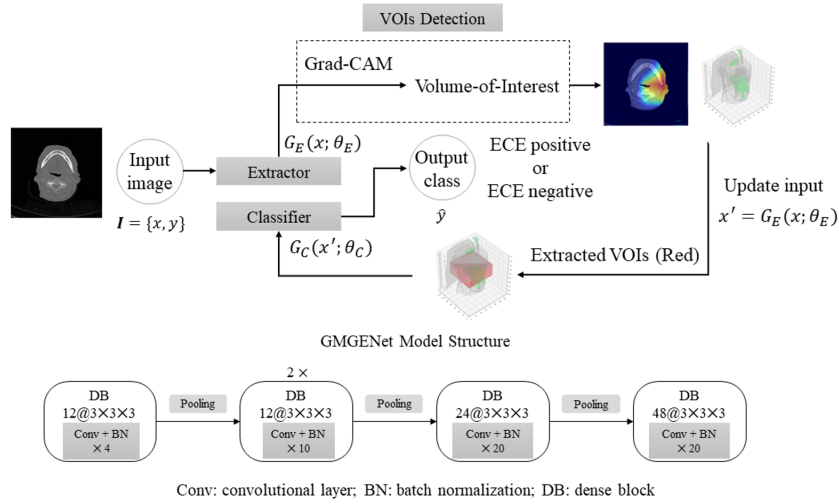 VOIs Detection
Grad-CAM
Volume-of-Interest
Input
image
I = {x, y}
G_E(x; θ_E)
Extractor
Classifier
G_C(x′; θ_C)
Output
class
ŷ
ECE positive
or
ECE negative
Update input
x′ = G_E(x; θ_E)
Extracted VOIs (Red)
GMGENet Model Structure
DB
12@3×3×3
Conv + BN
×4
Pooling
2 ×
DB
12@3×3×3
Conv + BN
×10
Pooling
DB
24@3×3×3
Conv + BN
×20
Pooling
DB
48@3×3×3
Conv + BN
×20
Conv: convolutional layer; BN: batch normalization; DB: dense block